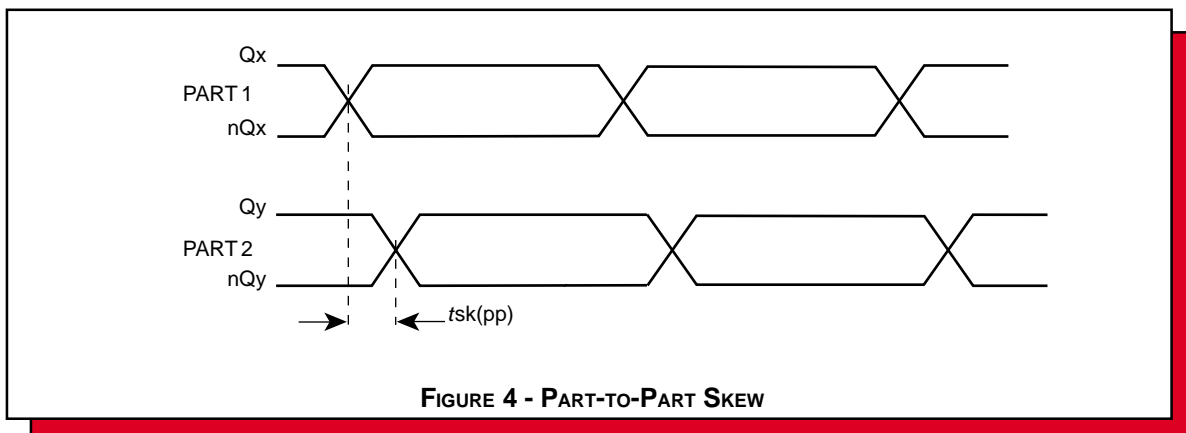 Qx
PART 1
nQx
Qy
PART 2
nQy
tsk(pp)
FIGURE 4 - PART-TO-PART SKEW